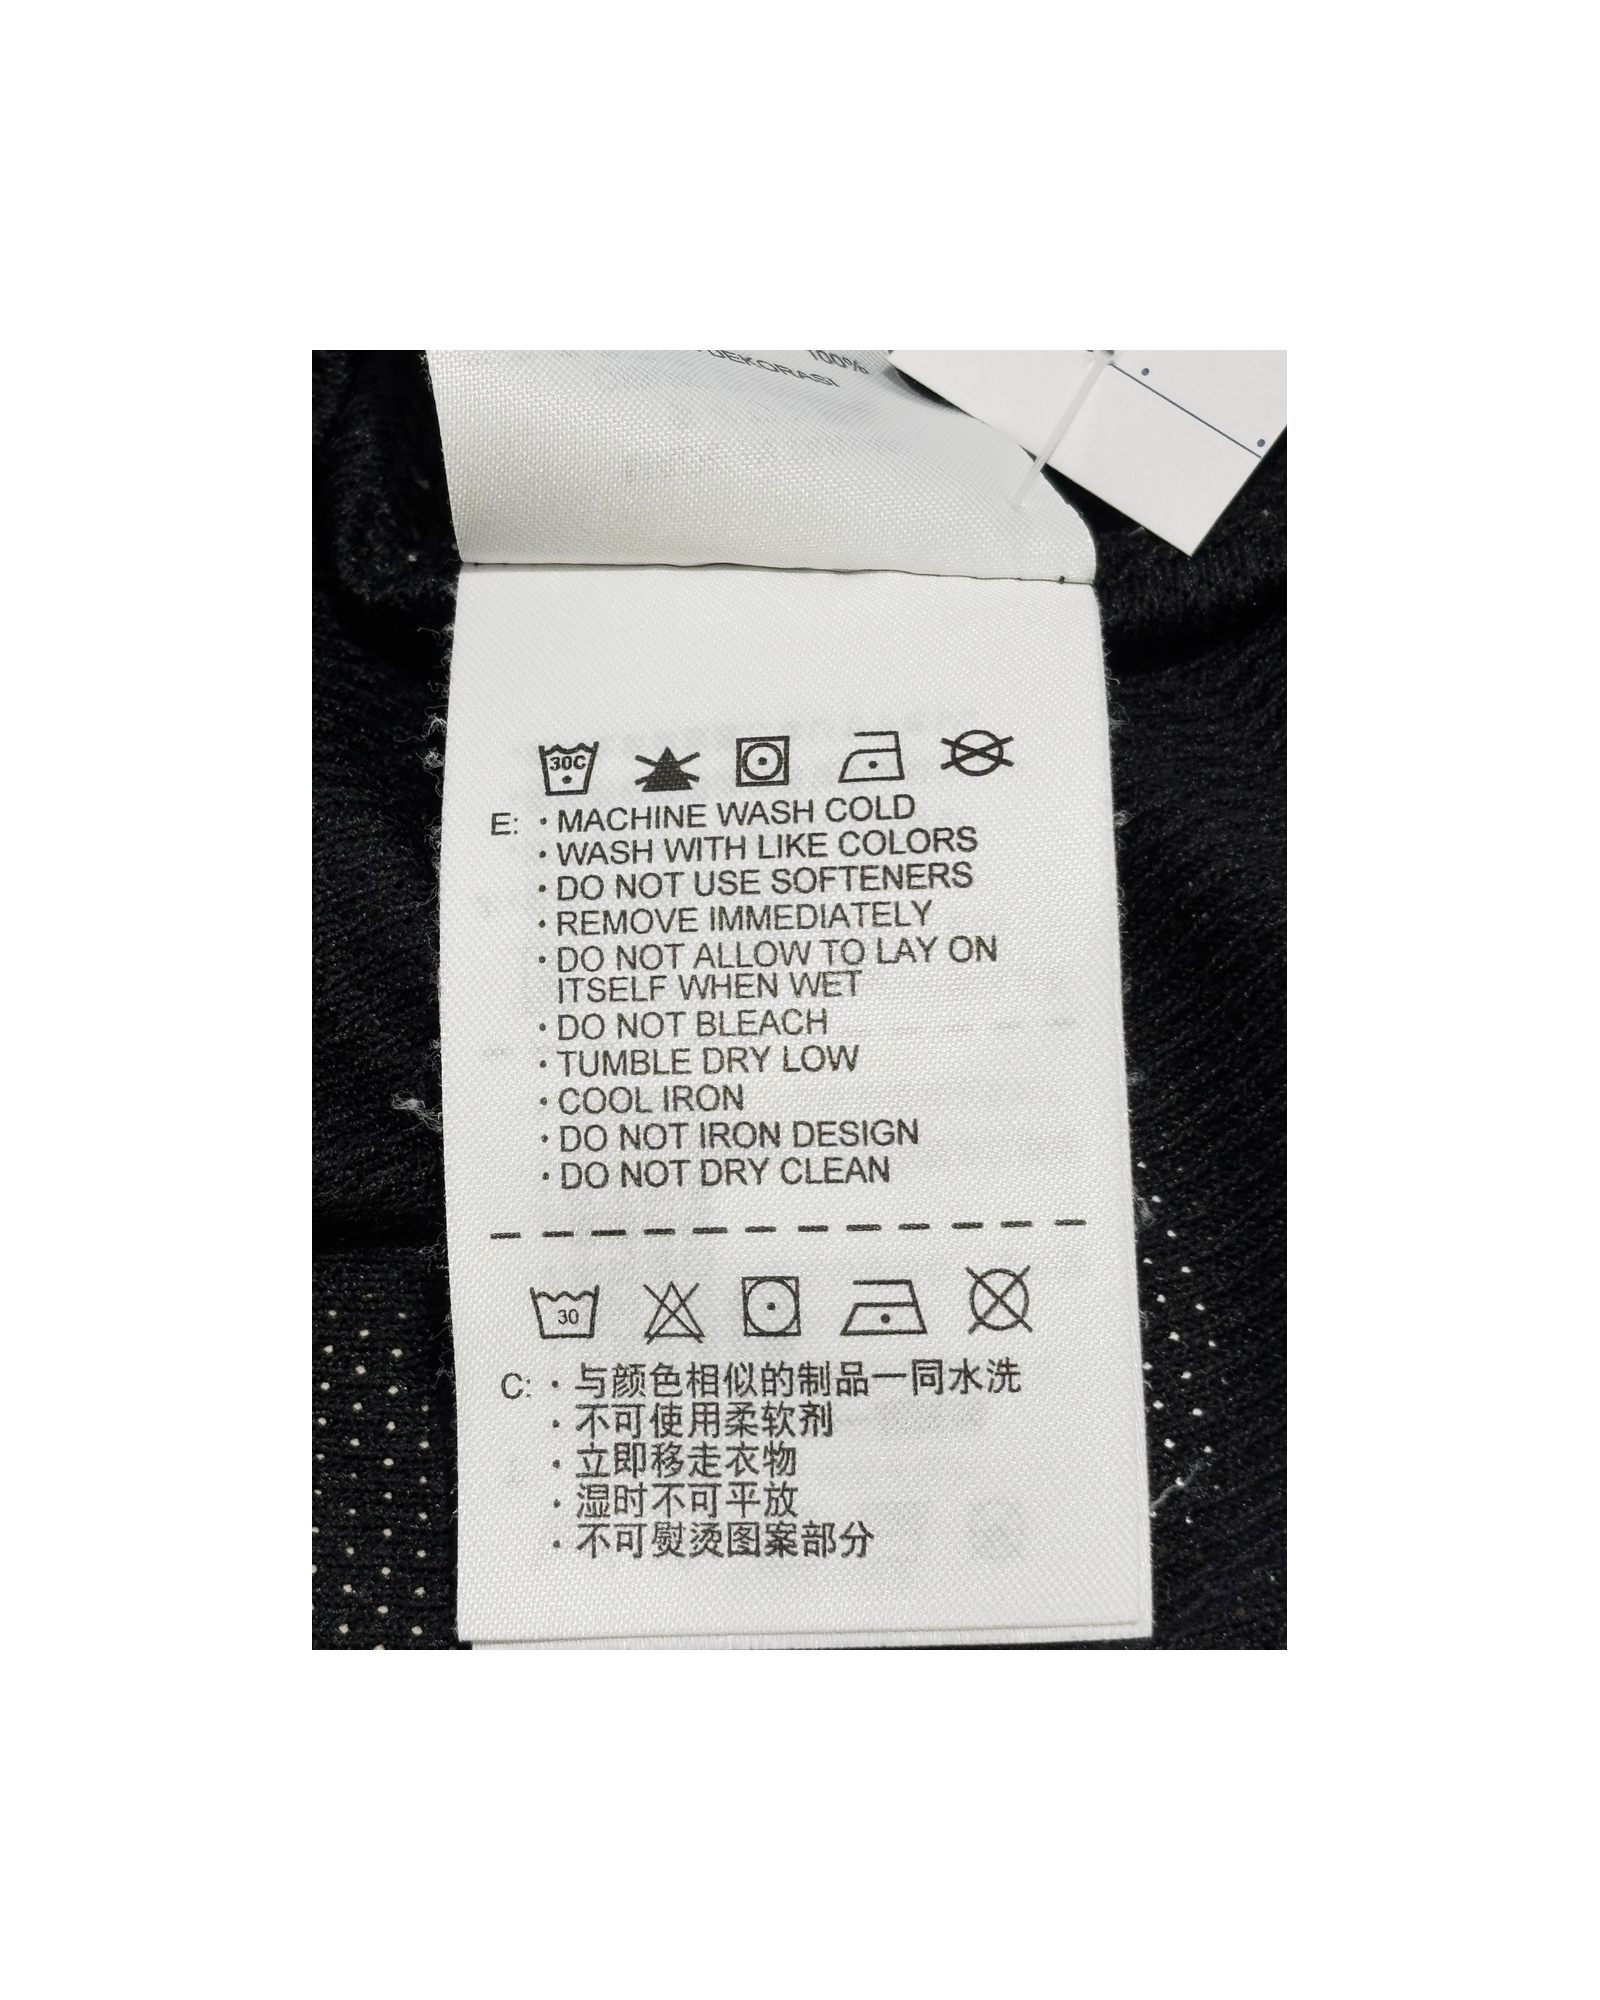 100%
DEKORASI
30C
E: · MACHINE WASH COLD
· WASH WITH LIKE COLORS
· DO NOT USE SOFTENERS
· REMOVE IMMEDIATELY
· DO NOT ALLOW TO LAY ON
ITSELF WHEN WET
· DO NOT BLEACH
· TUMBLE DRY LOW
· COOL IRON
· DO NOT IRON DESIGN
· DO NOT DRY CLEAN
30
C: · 与颜色相似的制品一同水洗
· 不可使用柔软剂
· 立即移走衣物
· 湿时不可平放
· 不可熨烫图案部分